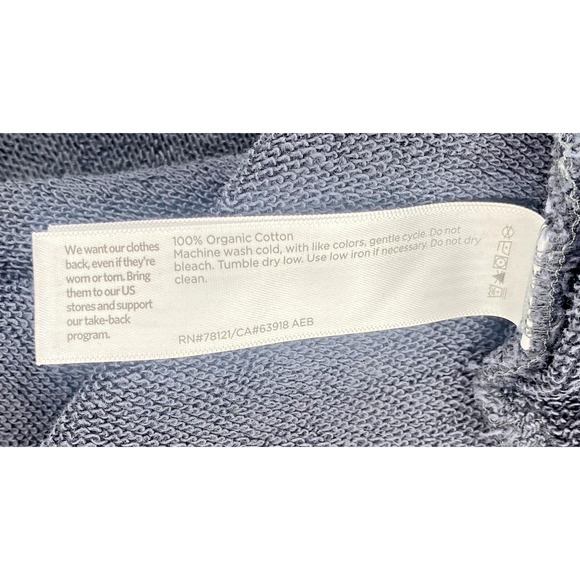 We want our clothes
back, even if they're
worn or torn. Bring
them to our US
stores and support
our take-back
program.
100% Organic Cotton
Machine wash cold, with like colors, gentle cycle. Do not
bleach. Tumble dry low. Use low iron if necessary. Do not dry
clean.
RN#78121/CA#63918 AEB